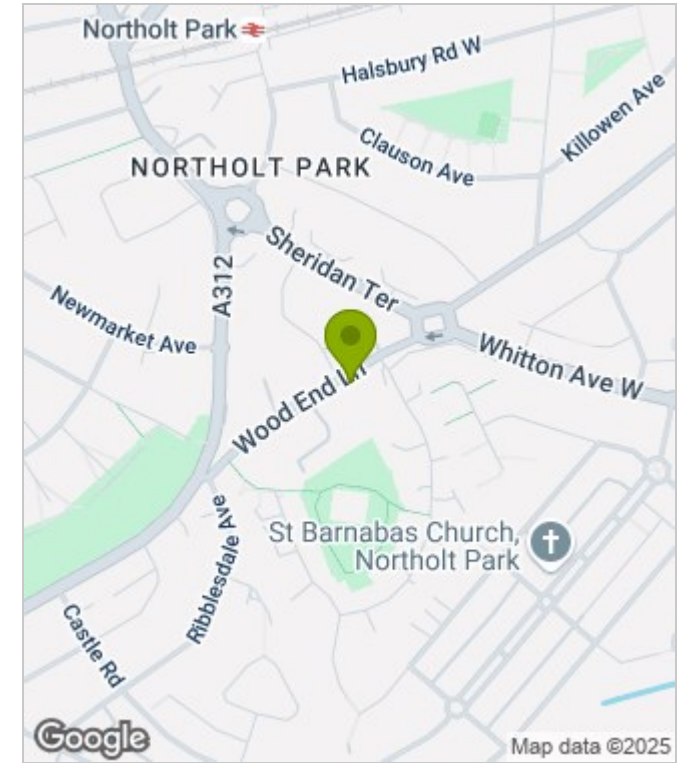 Northolt Park
Halsbury Rd W
Killowen Ave
Clauson Ave
NORTHOLT PARK
Sheridan Ter
A312
Newmarket Ave
Whitton Ave W
Wood End Ln
St Barnabas Church,
Northolt Park
Ribblesdale Ave
Castle Rd
Google
Map data ©2025